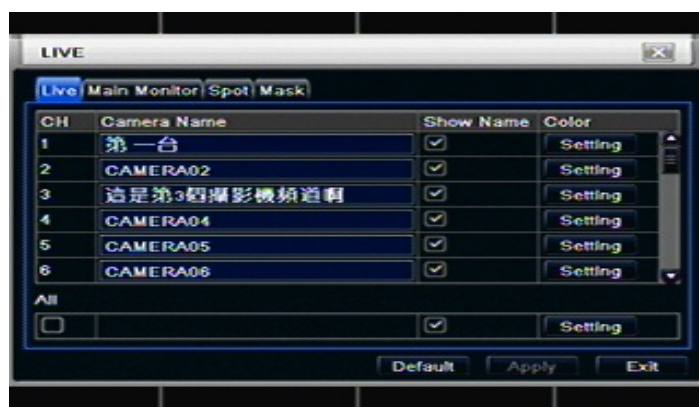 LIVE
Live Main Monitor Spot Mask
CH Camera Name Show Name Color
1 第一台 Setting
2 CAMERA02 Setting
3 這是第3個攝影機頻道啊 Setting
4 CAMERA04 Setting
5 CAMERA05 Setting
6 CAMERA06 Setting
All
Setting
Default Apply Exit